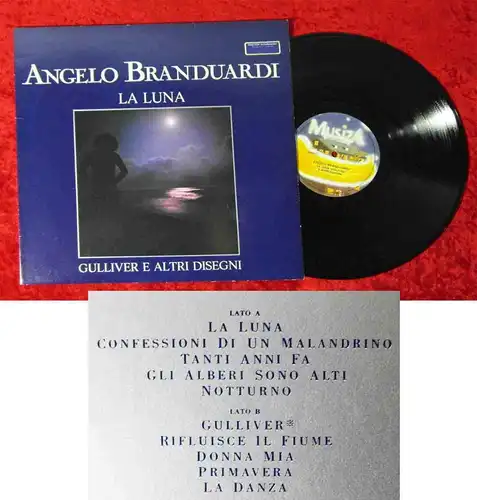 ANGELO BRANDUARDI
LA LUNA
GULLIVER E ALTRI DISEGNI
MusiZA
LATO A
LA LUNA
CONFESSIONI DI UN MALANDRINO
TANTI ANNI FA
GLI ALBERI SONO ALTI
NOTTURNO
LATO B
GULLIVER*
RIFLUISCE IL FIUME
DONNA MIA
PRIMAVERA
LA DANZA